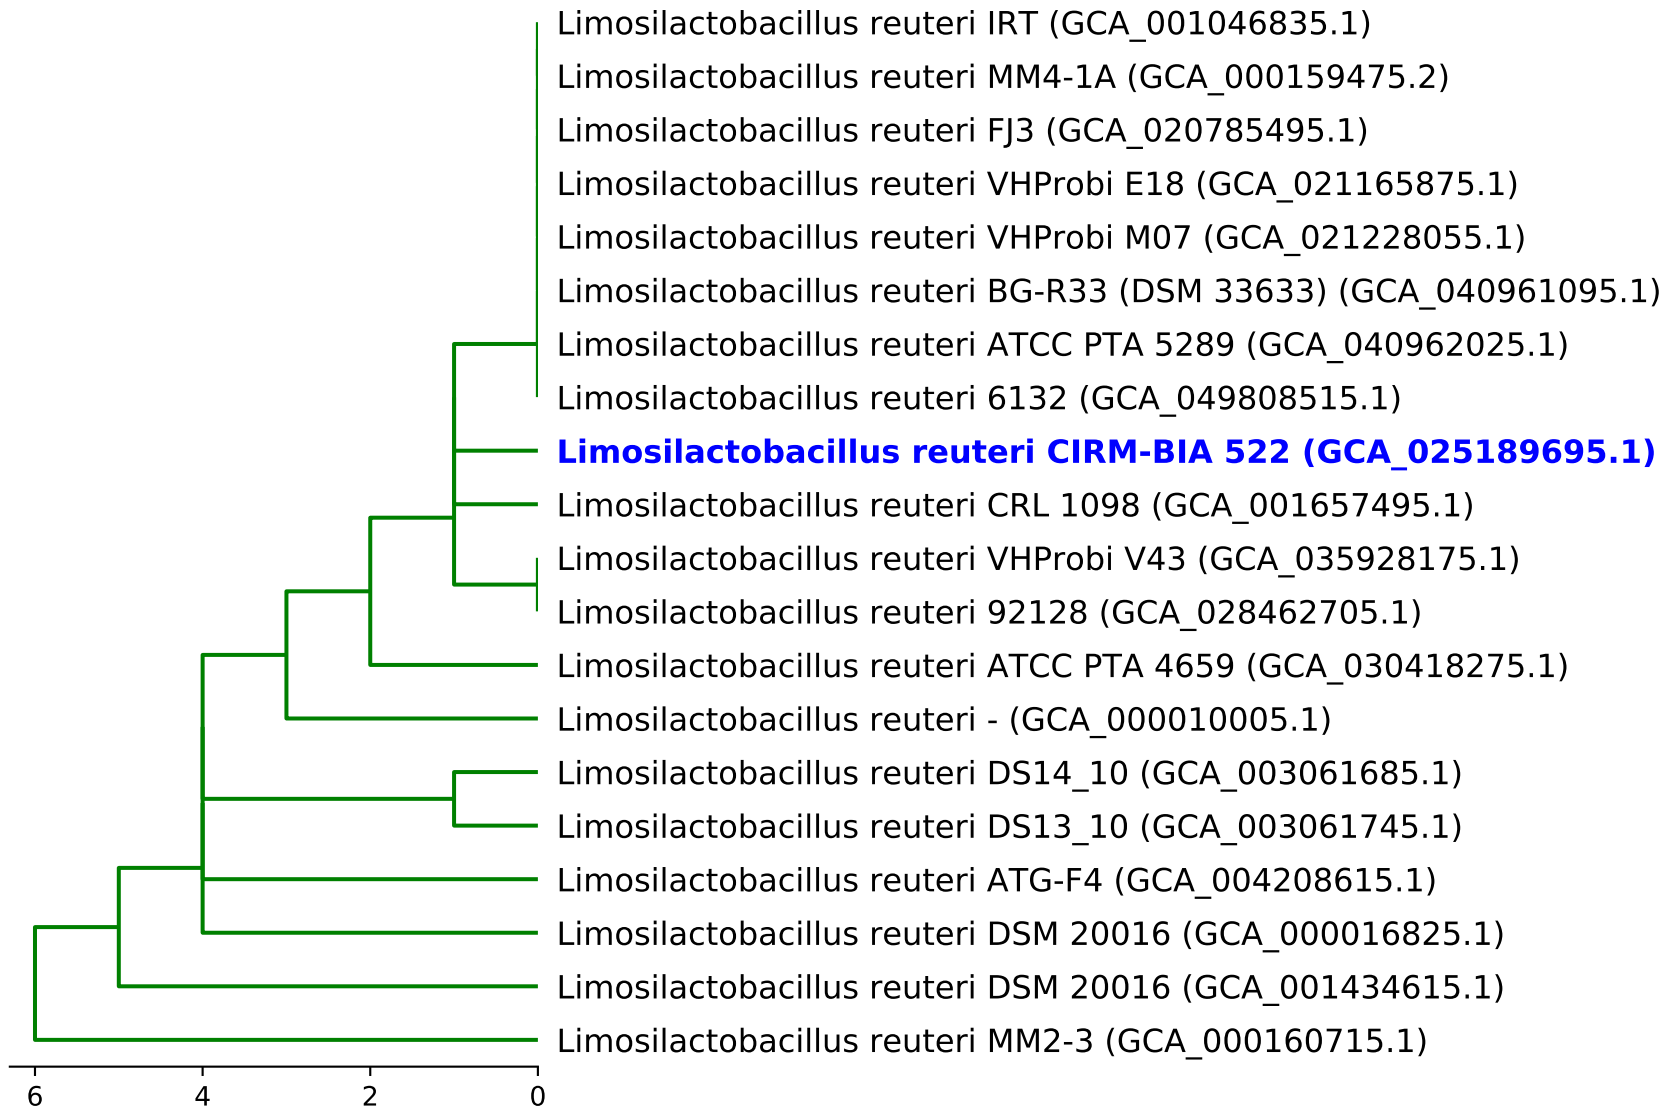 Limosilactobacillus reuteri IRT (GCA_001046835.1)
Limosilactobacillus reuteri MM4-1A (GCA_000159475.2)
Limosilactobacillus reuteri FJ3 (GCA_020785495.1)
Limosilactobacillus reuteri VHProbi E18 (GCA_021165875.1)
Limosilactobacillus reuteri VHProbi M07 (GCA_021228055.1)
Limosilactobacillus reuteri BG-R33 (DSM 33633) (GCA_040961095.1)
Limosilactobacillus reuteri ATCC PTA 5289 (GCA_040962025.1)
Limosilactobacillus reuteri 6132 (GCA_049808515.1)
Limosilactobacillus reuteri CIRM-BIA 522 (GCA_025189695.1)
Limosilactobacillus reuteri CRL 1098 (GCA_001657495.1)
Limosilactobacillus reuteri VHProbi V43 (GCA_035928175.1)
Limosilactobacillus reuteri 92128 (GCA_028462705.1)
Limosilactobacillus reuteri ATCC PTA 4659 (GCA_030418275.1)
Limosilactobacillus reuteri - (GCA_000010005.1)
Limosilactobacillus reuteri DS14_10 (GCA_003061685.1)
Limosilactobacillus reuteri DS13_10 (GCA_003061745.1)
Limosilactobacillus reuteri ATG-F4 (GCA_004208615.1)
Limosilactobacillus reuteri DSM 20016 (GCA_000016825.1)
Limosilactobacillus reuteri DSM 20016 (GCA_001434615.1)
Limosilactobacillus reuteri MM2-3 (GCA_000160715.1)
6 4 2 0